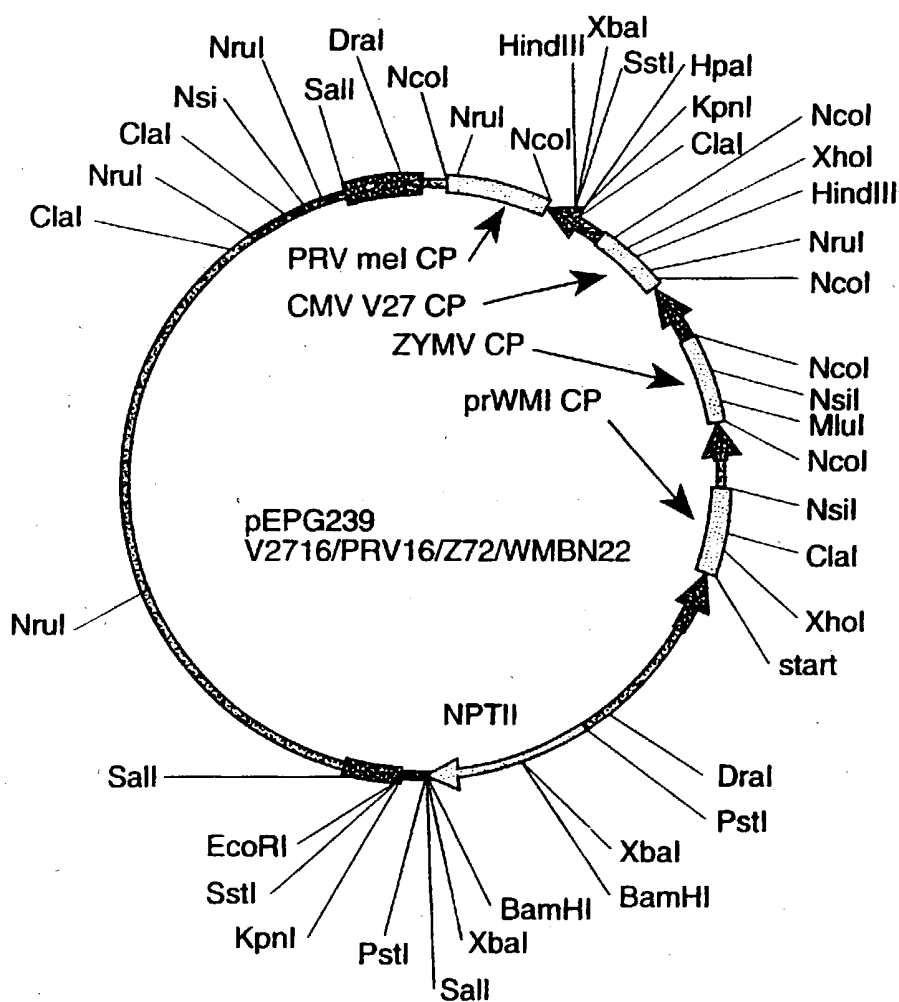 NruI
DraI
HindIII
XbaI
SstI
HpaI
KpnI
ClaI
NcoI
XhoI
HindIII
NruI
NcoI
NcoI
NsiI
MluI
NcoI
NsiI
ClaI
XhoI
start
DraI
PstI
XbaI
BamHI
BamHI
XbaI
SalI
PstI
KpnI
SstI
EcoRI
SalI
NruI
ClaI
NruI
ClaI
Nsi
SalI
NcoI
NruI
NcoI
PRV mel CP
CMV V27 CP
ZYMV CP
prWMI CP
pEPG239
V2716/PRV16/Z72/WMBN22
NPTII